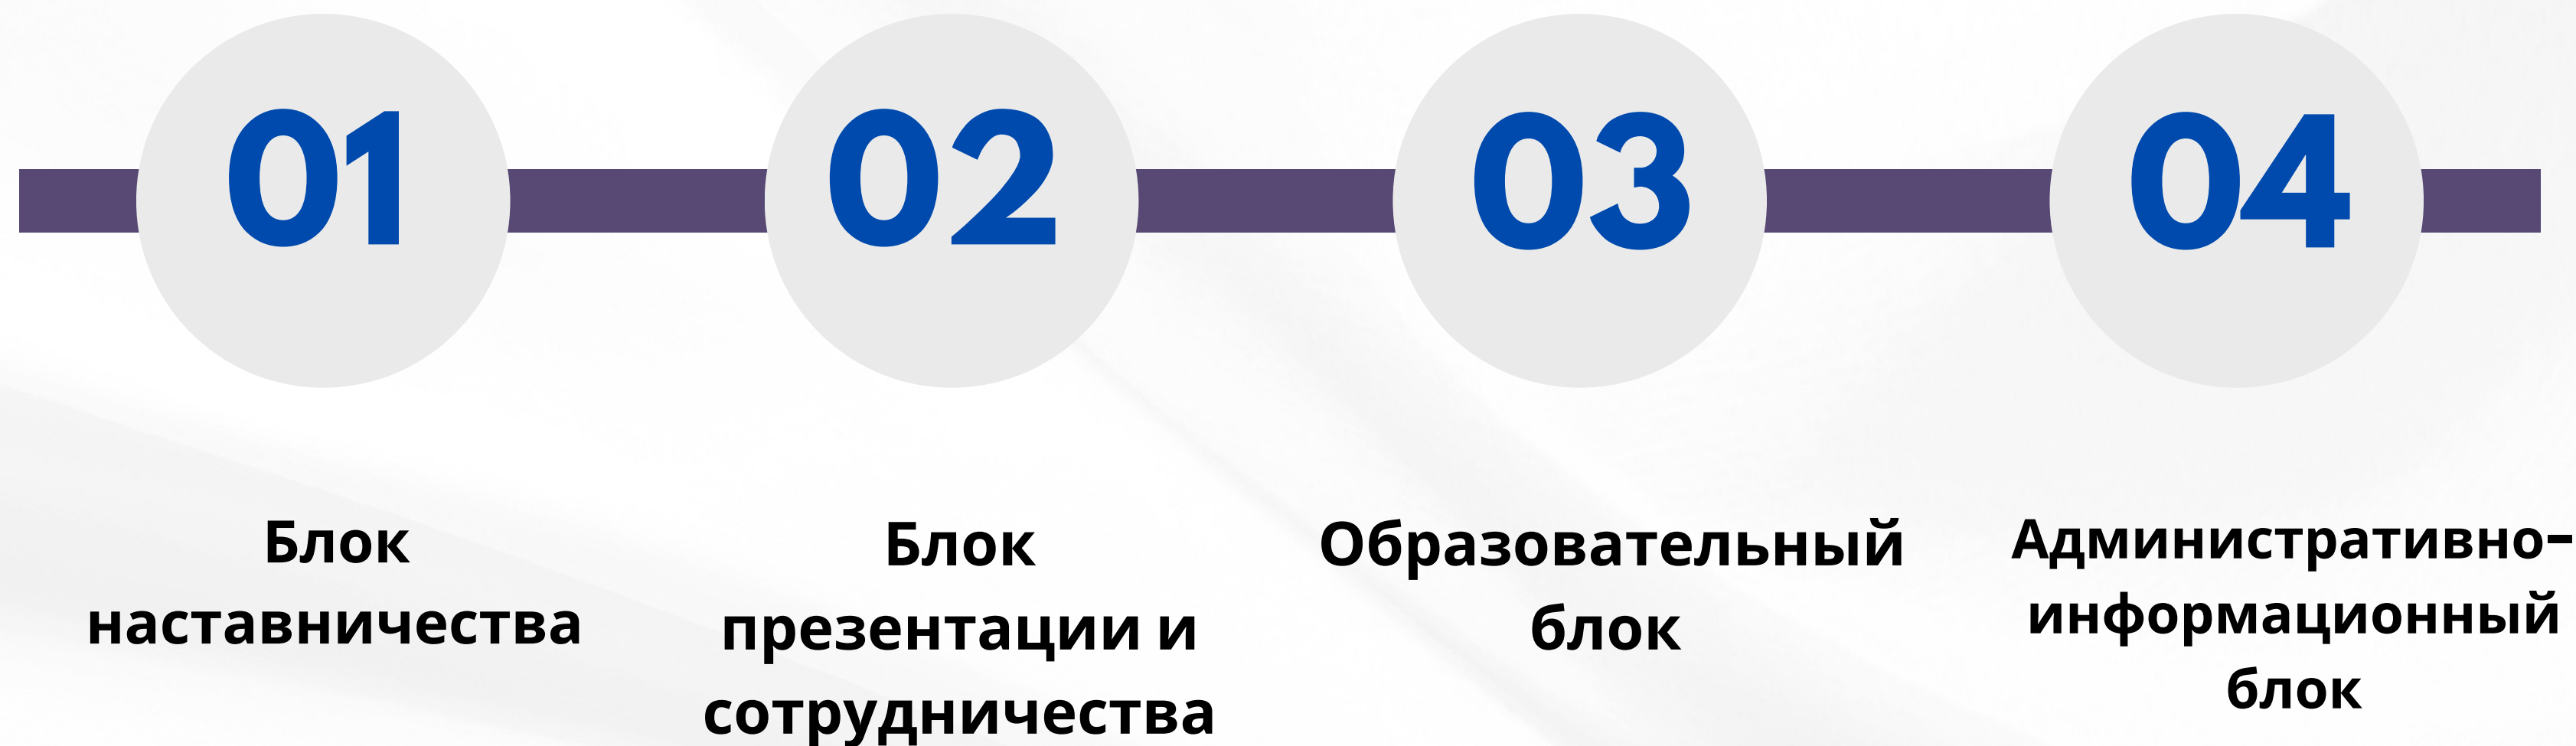 01
02
03
04
Блок
наставничества
Блок
презентации и
сотрудничества
Образовательный
блок
Административно-
информационный
блок